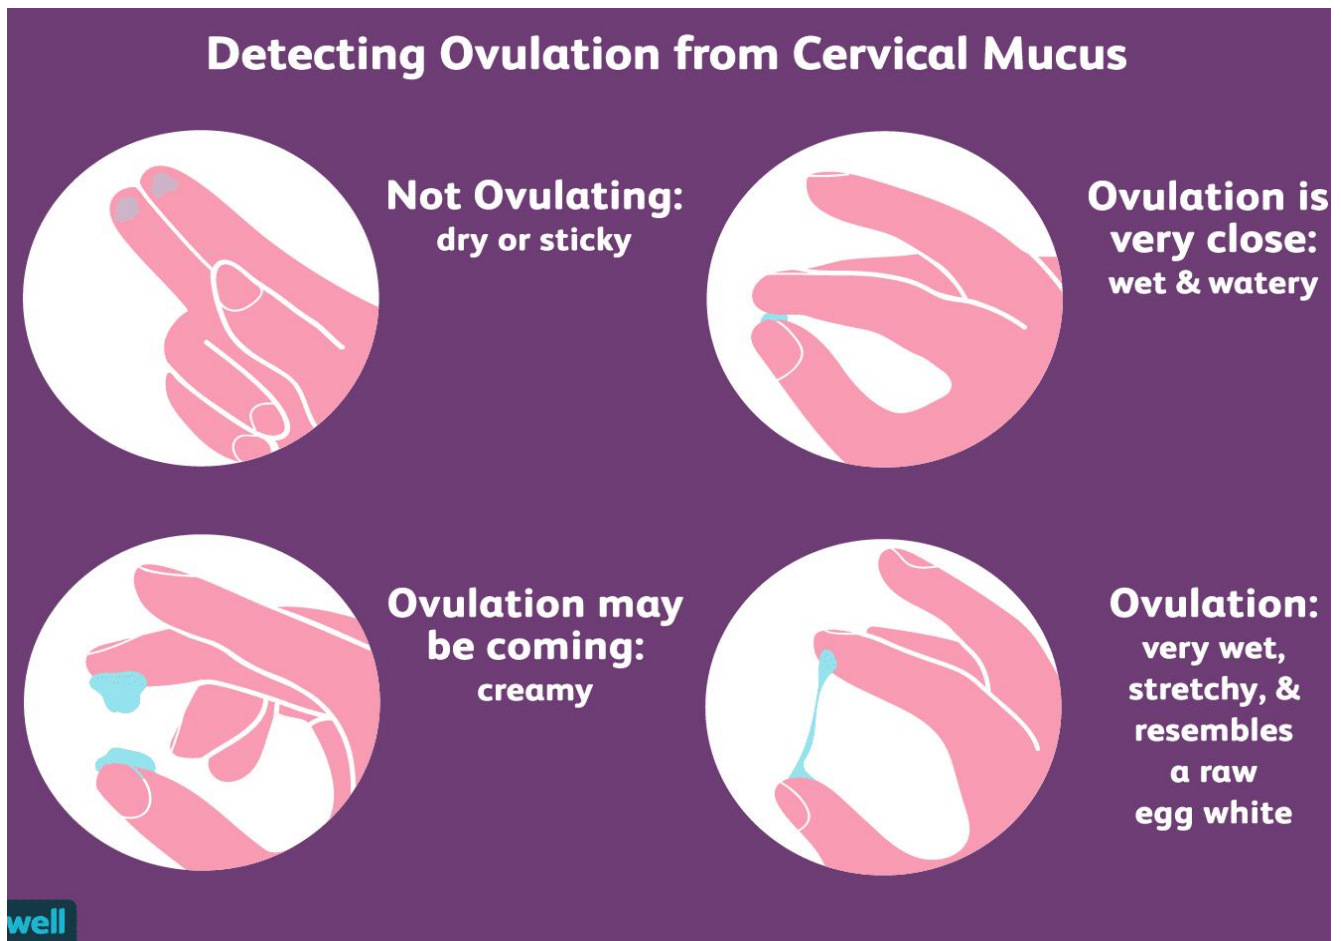 Detecting Ovulation from Cervical Mucus
Not Ovulating:
dry or sticky
Ovulation is
very close:
wet & watery
Ovulation may
be coming:
creamy
Ovulation:
very wet,
stretchy, &
resembles
a raw
egg white
well